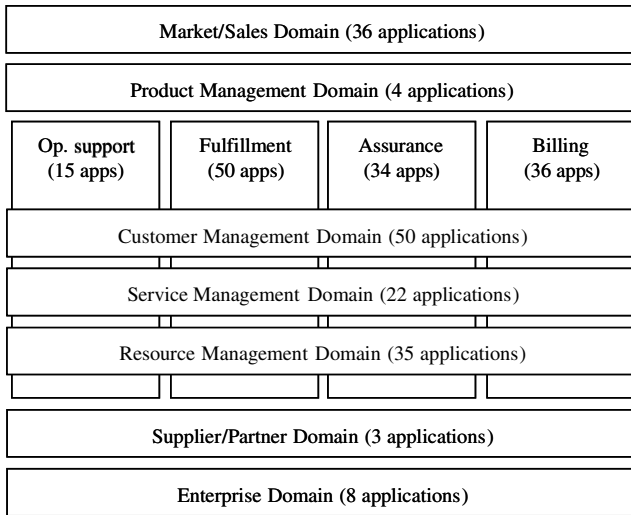 Market/Sales Domain (36 applications)
Product Management Domain (4 applications)
Op. support
(15 apps)
Fulfillment
(50 apps)
Assurance
(34 apps)
Billing
(36 apps)
Customer Management Domain (50 applications)
Service Management Domain (22 applications)
Resource Management Domain (35 applications)
Supplier/Partner Domain (3 applications)
Enterprise Domain (8 applications)